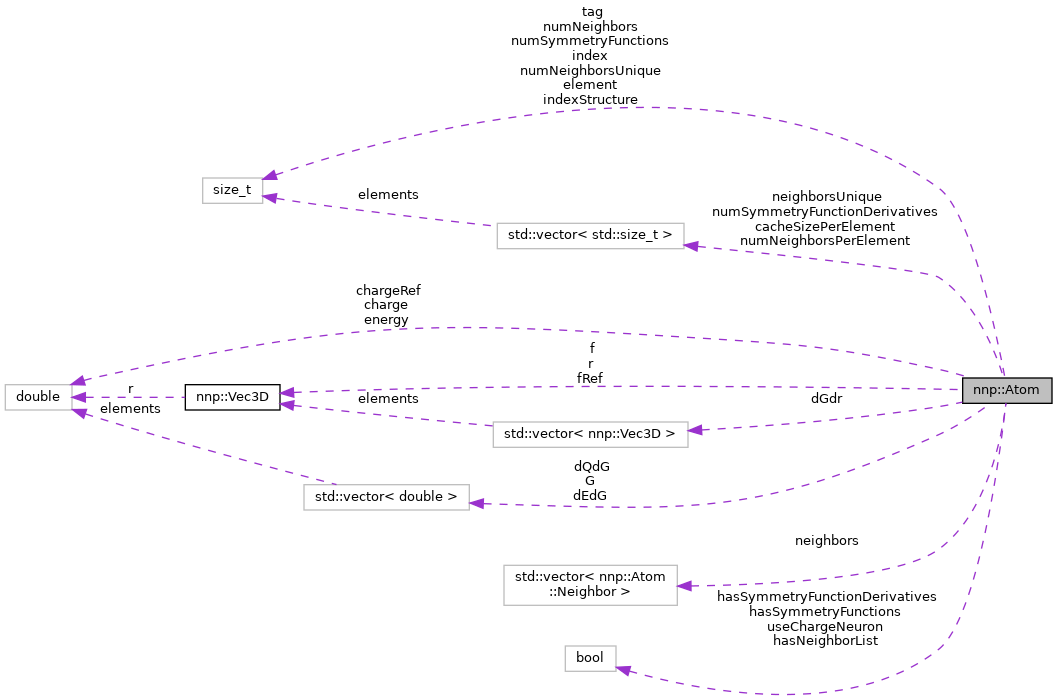 tag
numNeighbors
numSymmetryFunctions
index
numNeighborsUnique
element
indexStructure
size_t
elements
neighborsUnique
numSymmetryFunctionDerivatives
cacheSizePerElement
numNeighborsPerElement
std::vector< std::size_t >
chargeRef
charge
energy
f
r
fRef
double
r
nnp::Vec3D
elements
dGdr
nnp::Atom
elements
std::vector< nnp::Vec3D >
dQdG
G
dEdG
std::vector< double >
neighbors
std::vector< nnp::Atom
::Neighbor >
hasSymmetryFunctionDerivatives
hasSymmetryFunctions
useChargeNeuron
hasNeighborList
bool